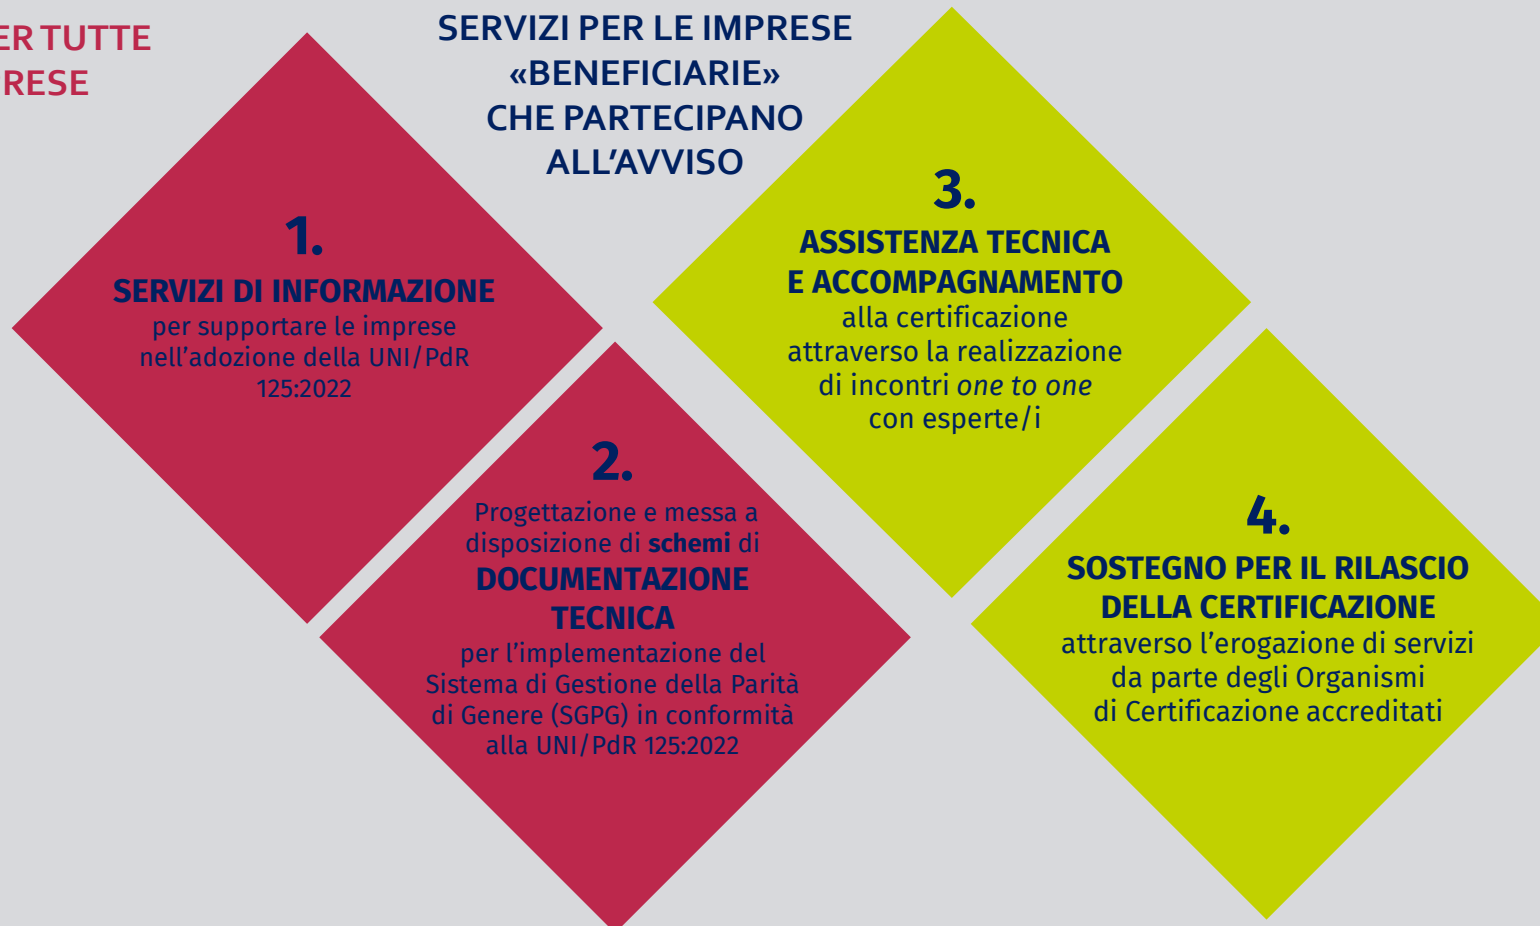 TUTTE
SERVIZI PER LE IMPRESE
«BENEFICIARIE»
CHE PARTECIPANO
ALL’AVVISO
1.
SERVIZI DI INFORMAZIONE
per supportare le imprese
nell’adozione della UNI/PdR
125:2022
2.
Progettazione e messa a
disposizione di schemi di
DOCUMENTAZIONE
TECNICA
per l’implementazione del
Sistema di Gestione della Parità
di Genere (SGPG) in conformità
alla UNI/PdR 125:2022
3.
ASSISTENZA TECNICA
E ACCOMPAGNAMENTO
alla certificazione
attraverso la realizzazione
di incontri one to one
con esperte/i
4.
SOSTEGNO PER IL RILASCIO
DELLA CERTIFICAZIONE
attraverso l’erogazione di servizi
da parte degli Organismi
di Certificazione accreditati